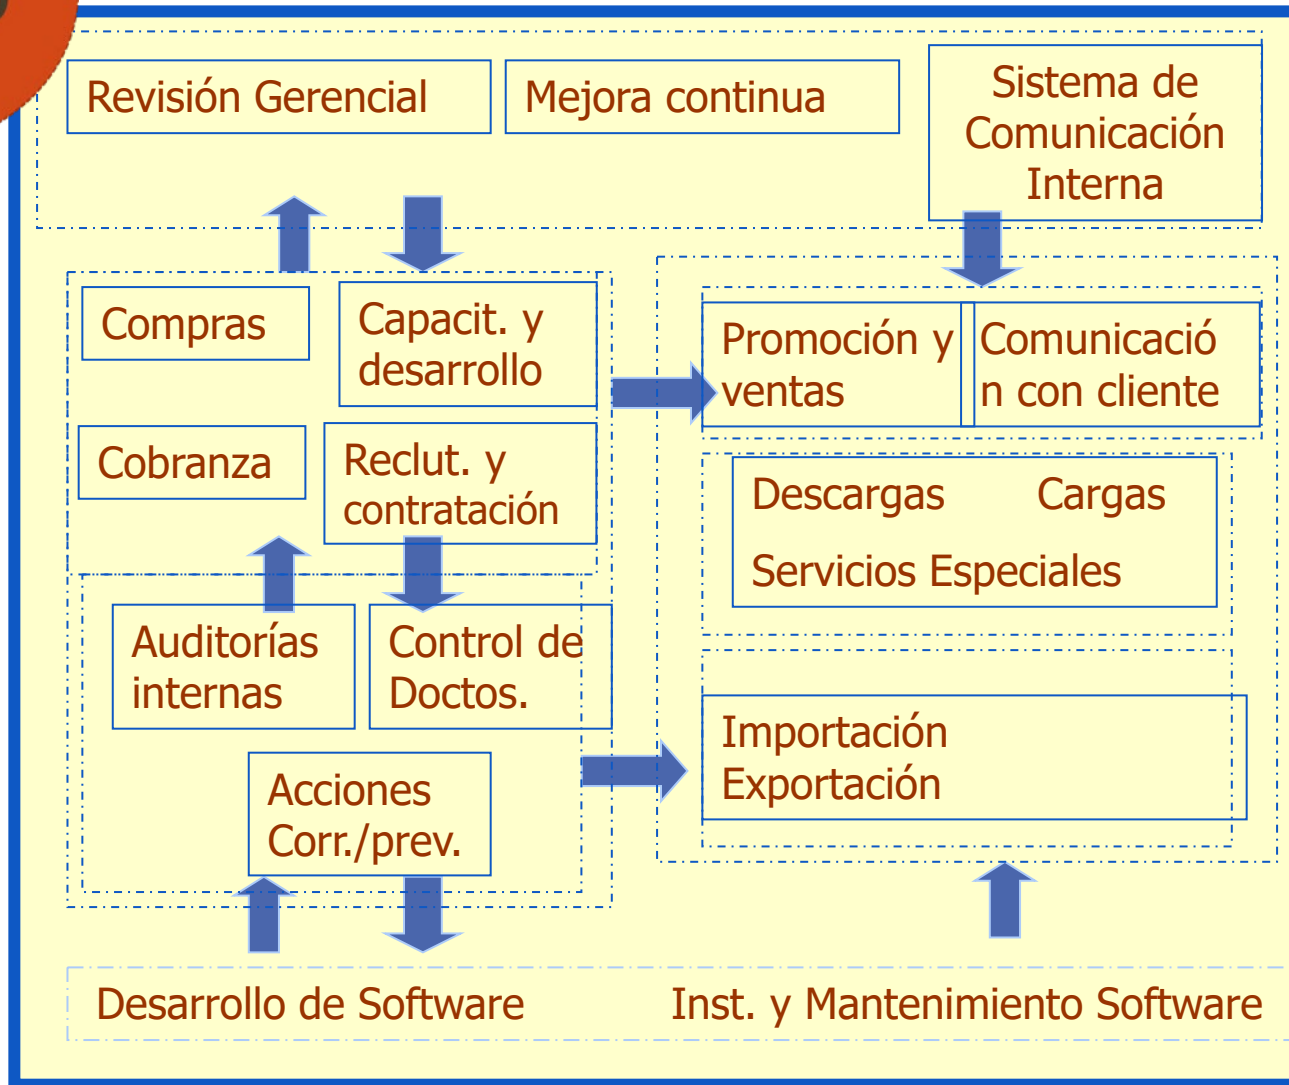 Revisión Gerencial
Mejora continua
Sistema de
Comunicación
Interna
Compras
Capacit. y
desarrollo
Promoción y
ventas
Comunicació
n con cliente
Cobranza
Reclut. y
contratación
Descargas Cargas
Servicios Especiales
Auditorías
internas
Control de
Doctos.
Importación
Exportación
Acciones
Corr./prev.
Desarrollo de Software
Inst. y Mantenimiento Software